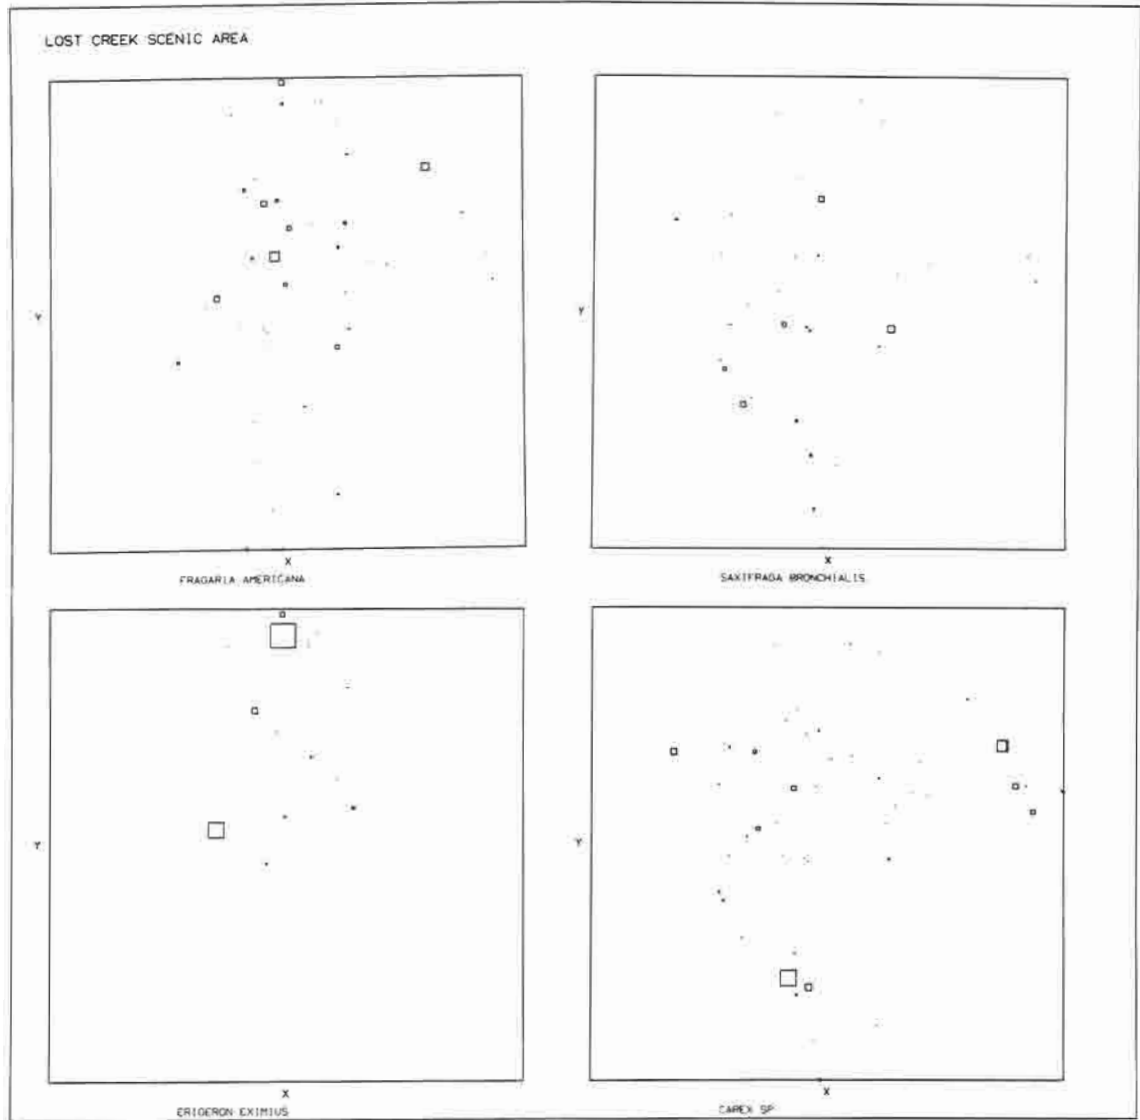 LOST CREEK SCENIC AREA
Y
X
FRAGARIA AMERICANA
Y
X
SAXIFRAGA BRONCHIALIS
Y
X
ERIGERON EXIMIUS
Y
X
CAREX SP